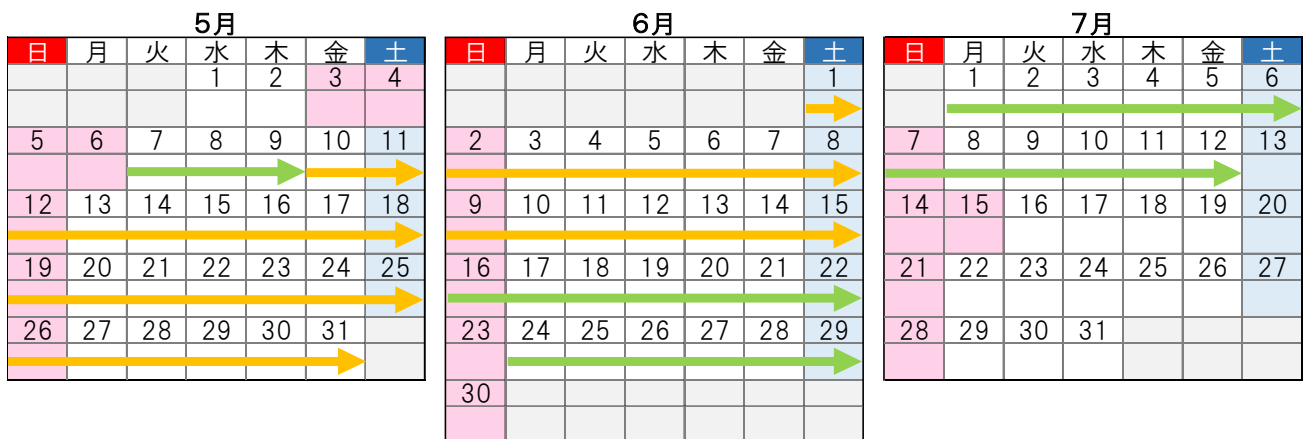 5月
日 月 火 水 木 金 土
1 2 3 4
5 6 7 8 9 10 11
12 13 14 15 16 17 18
19 20 21 22 23 24 25
26 27 28 29 30 31
6月
日 月 火 水 木 金 土
1
2 3 4 5 6 7 8
9 10 11 12 13 14 15
16 17 18 19 20 21 22
23 24 25 26 27 28 29
30
7月
日 月 火 水 木 金 土
1 2 3 4 5 6
7 8 9 10 11 12 13
14 15 16 17 18 19 20
21 22 23 24 25 26 27
28 29 30 31